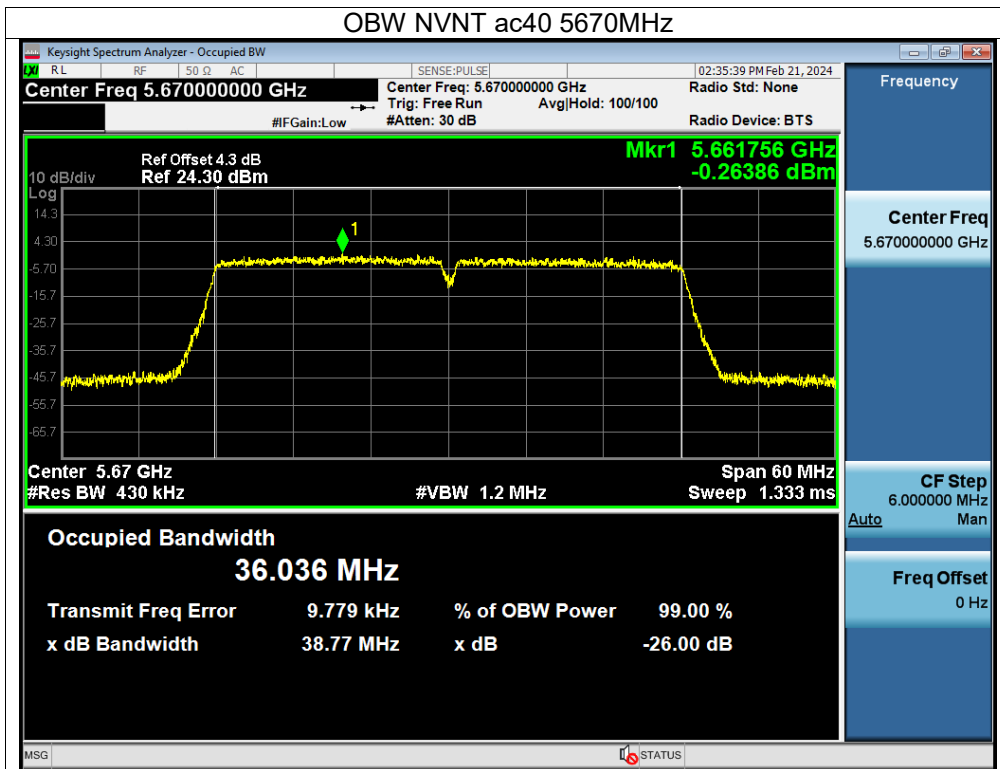 OBW NVNT ac40 5670MHz
Keysight Spectrum Analyzer - Occupied BW
LXI RL RF 50 Ω AC SENSE:PULSE 02:35:39 PM Feb 21, 2024
Center Freq 5.670000000 GHz Center Freq: 5.670000000 GHz Radio Std: None
Trig: Free Run Avg|Hold: 100/100
#IFGain:Low #Atten: 30 dB Radio Device: BTS
Mkr1 5.661756 GHz
-0.26386 dBm
Ref Offset 4.3 dB
10 dB/div Ref 24.30 dBm
Log
14.3
1
4.30
-5.70
-15.7
-25.7
-35.7
-45.7
-55.7
-65.7
Center 5.67 GHz Span 60 MHz
#Res BW 430 kHz #VBW 1.2 MHz Sweep 1.333 ms
Occupied Bandwidth
36.036 MHz
Transmit Freq Error 9.779 kHz % of OBW Power 99.00 %
x dB Bandwidth 38.77 MHz x dB -26.00 dB
Frequency
Center Freq
5.670000000 GHz
CF Step
6.000000 MHz
Auto Man
Freq Offset
0 Hz
MSG STATUS